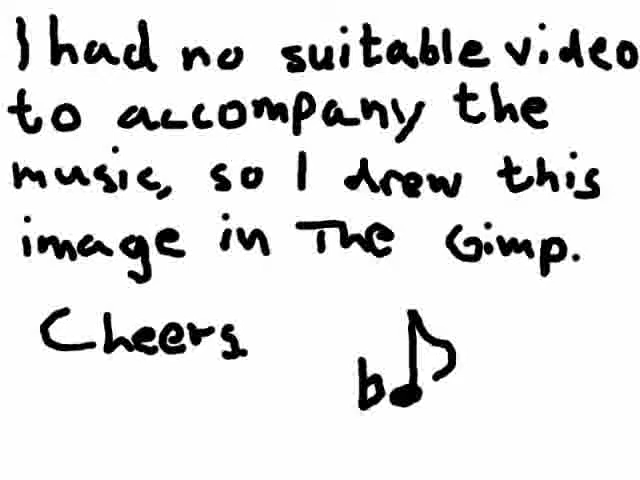 I had no suitable video
to accompany the
music, so I drew this
image in The Gimp.
Cheers.